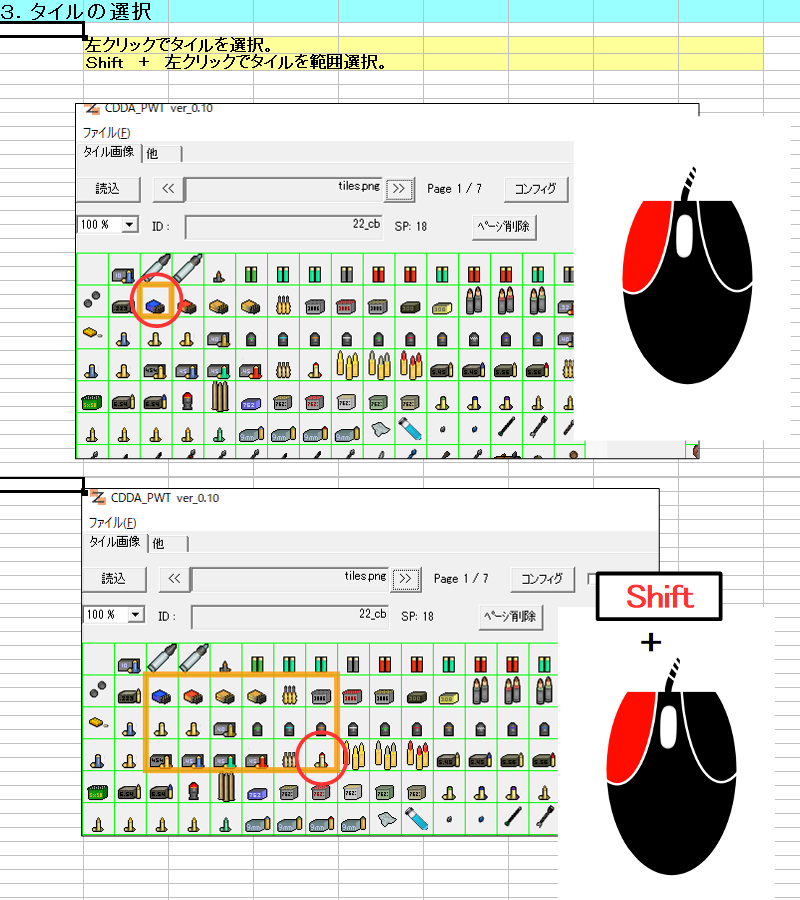 ３．タイルの選択
左クリックでタイルを選択。
Shift　＋　左クリックでタイルを範囲選択。
CDDA_PWT ver_0.10
ファイル(F)
タイル画像 他
読込 << tiles.png >> Page 1 / 7 コンフィグ
100 % ID : 22_cb SP: 18 ページ削除
CDDA_PWT ver_0.10
ファイル(F)
タイル画像 他
読込 << tiles.png >> Page 1 / 7 コンフィグ
Shift
100 % ID : 22_cb SP: 18 ページ削除
+